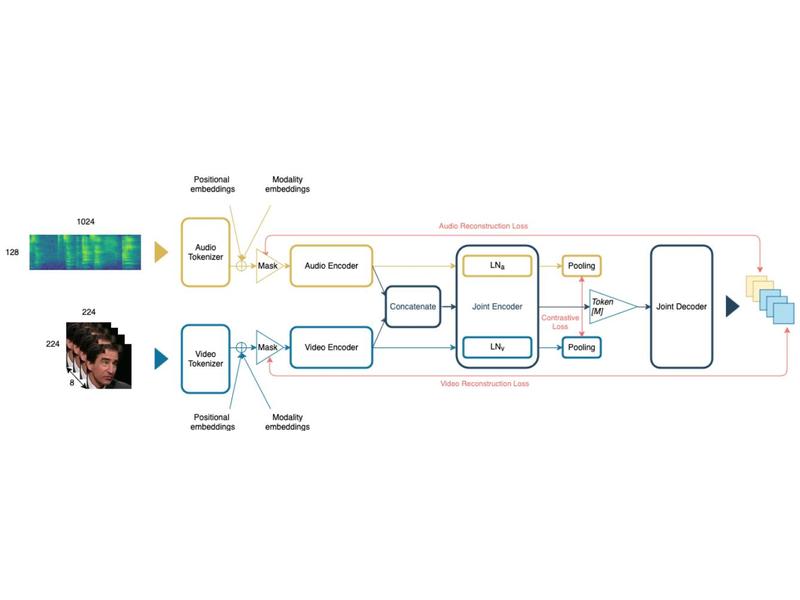 Positional
embeddings
Modality
embeddings
1024
128
Audio
Tokenizer
Mask
Audio Encoder
Audio Reconstruction Loss
LNa
Pooling
Concatenate
Joint Encoder
Contrastive
Loss
Token
[M]
Joint Decoder
224
224
8
Video
Tokenizer
Mask
Video Encoder
LNv
Pooling
Video Reconstruction Loss
Positional
embeddings
Modality
embeddings